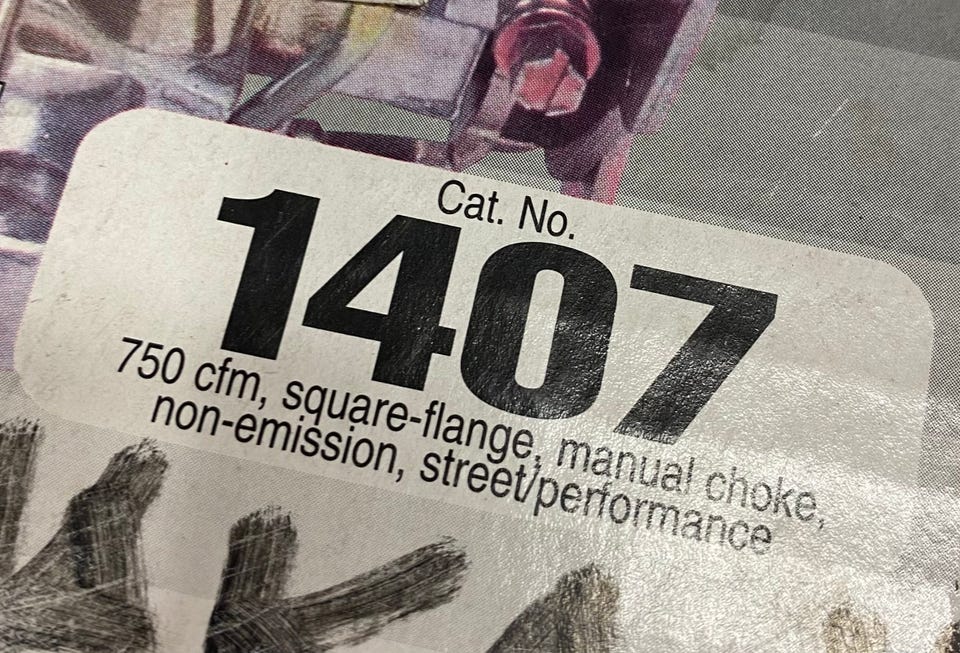 Cat. No.
1407
750 cfm, square-flange, manual choke,
non-emission, street/performance